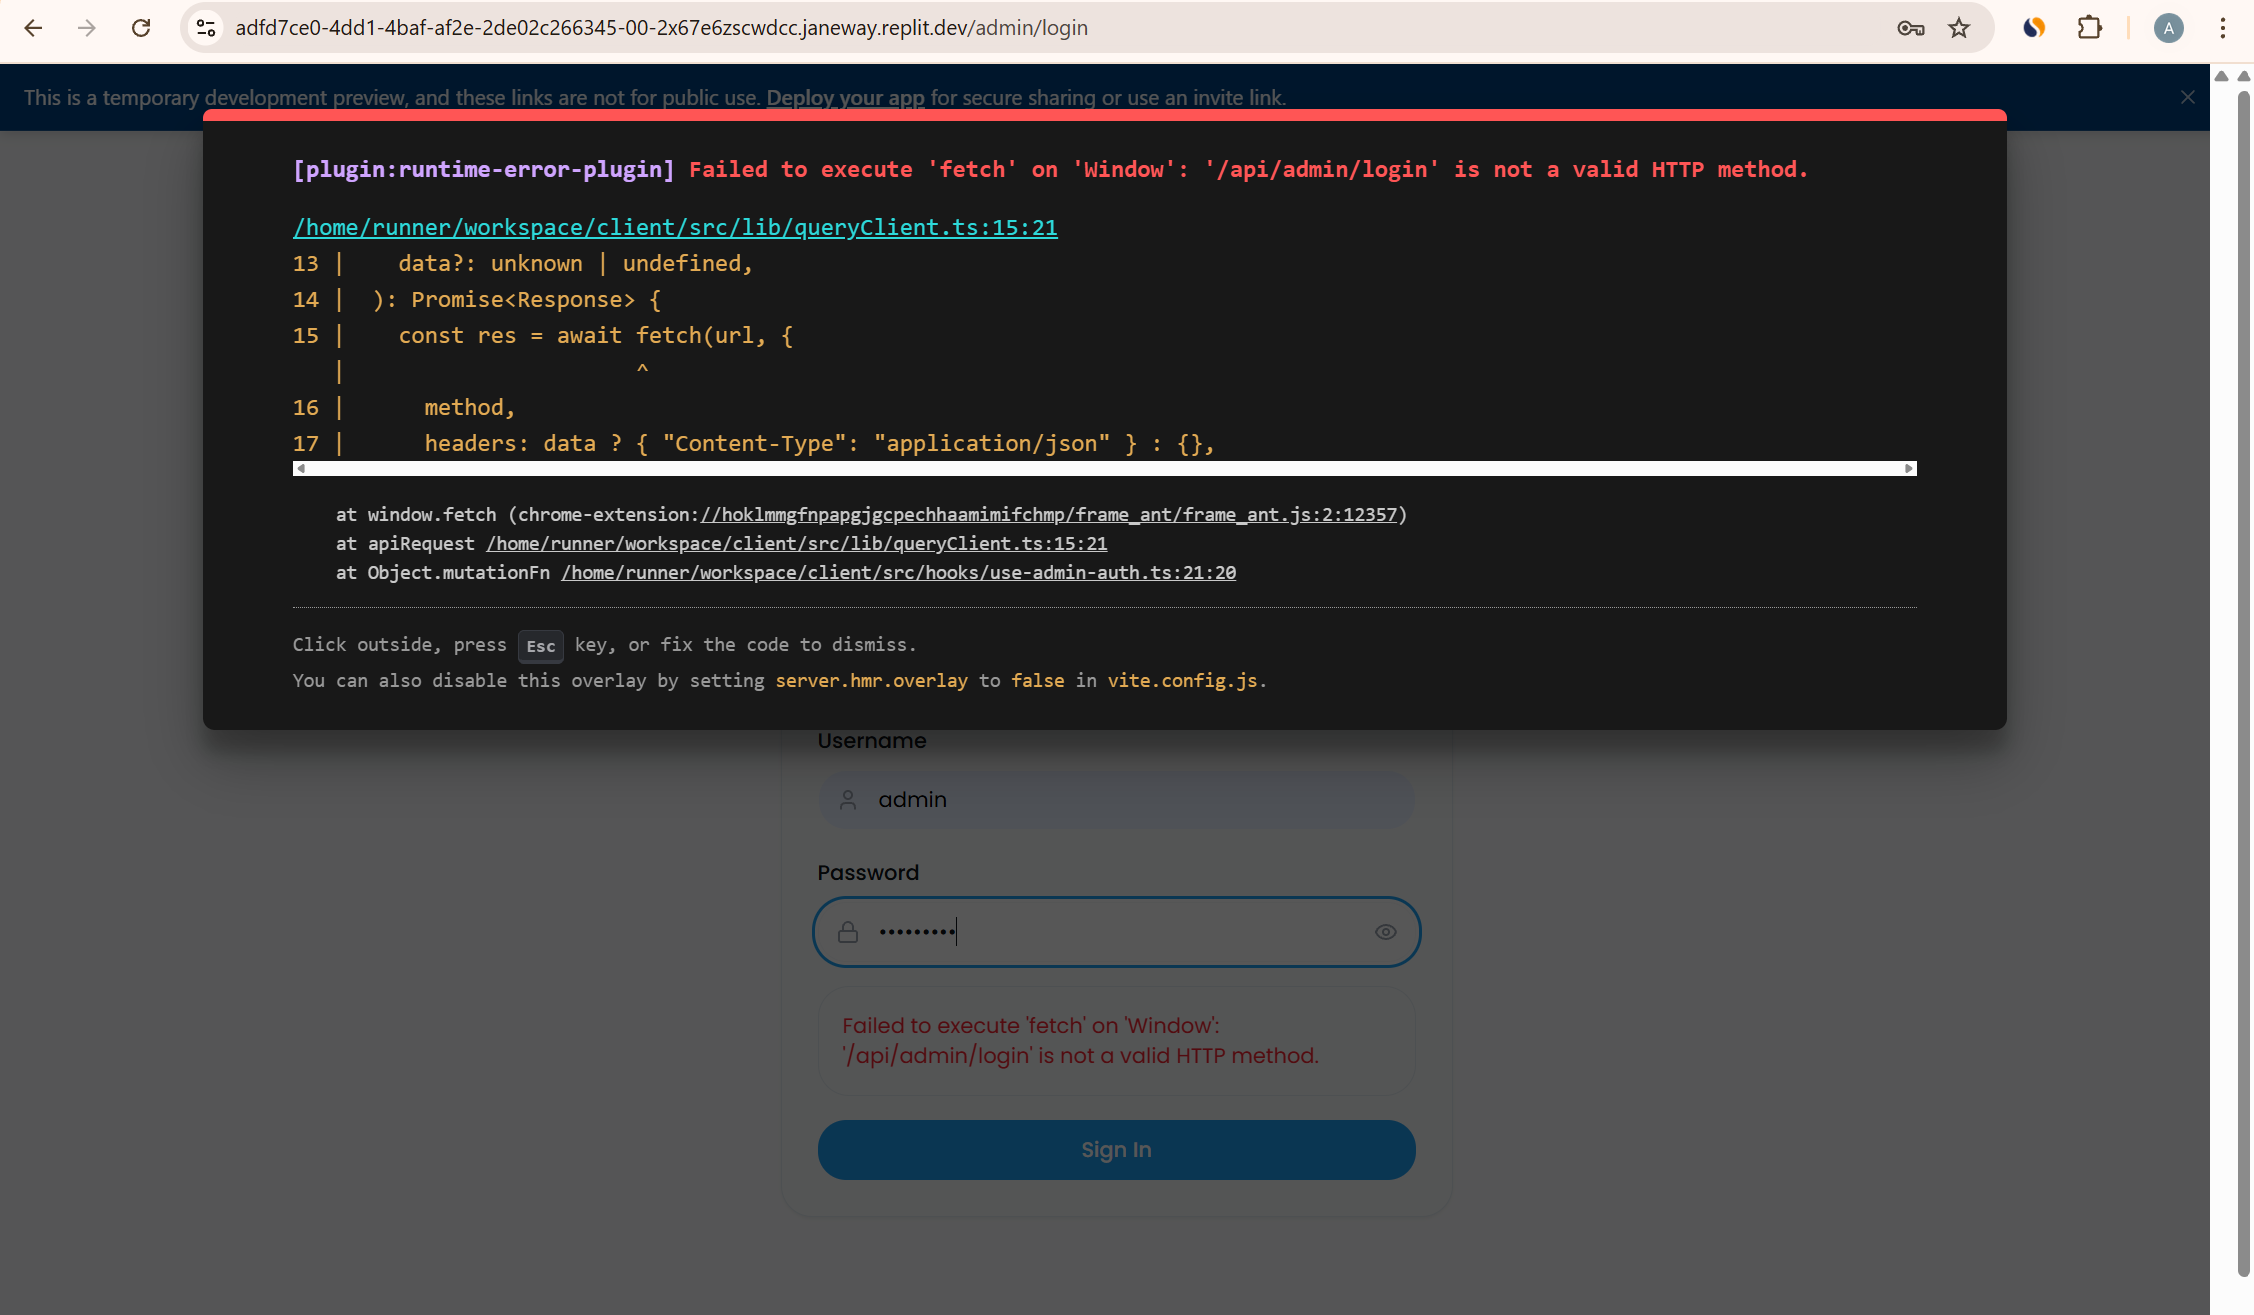 adfd7ce0-4dd1-4baf-af2e-2de02c266345-00-2x67e6zscwdcc.janeway.replit.dev/admin/login
A
This is a temporary development preview, and these links are not for public use. Deploy your app for secure sharing or use an invite link.
[plugin:runtime-error-plugin] Failed to execute 'fetch' on 'Window': '/api/admin/login' is not a valid HTTP method.
/home/runner/workspace/client/src/lib/queryClient.ts:15:21
13 |    data?: unknown | undefined,
14 |  ): Promise<Response> {
15 |    const res = await fetch(url, {
   |                      ^
16 |      method,
17 |      headers: data ? { "Content-Type": "application/json" } : {},
at window.fetch (chrome-extension://hoklmmgfnpapgjgcpechhaamimifchmp/frame_ant/frame_ant.js:2:12357)
at apiRequest /home/runner/workspace/client/src/lib/queryClient.ts:15:21
at Object.mutationFn /home/runner/workspace/client/src/hooks/use-admin-auth.ts:21:20
Click outside, press Esc key, or fix the code to dismiss.
You can also disable this overlay by setting server.hmr.overlay to false in vite.config.js.
Username
admin
Password
•••••••••
Failed to execute 'fetch' on 'Window':
'/api/admin/login' is not a valid HTTP method.
Sign In